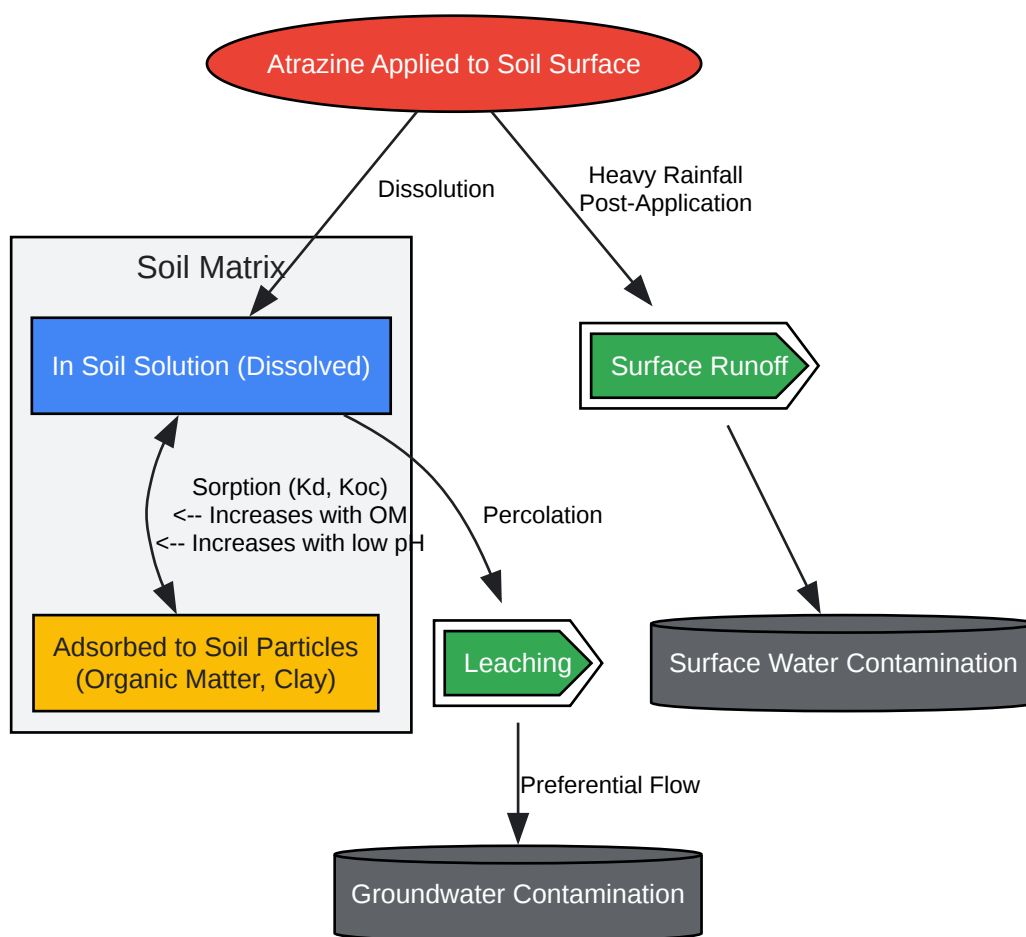 Atrazine Applied to Soil Surface
Dissolution
Heavy Rainfall
Post-Application
Soil Matrix
In Soil Solution (Dissolved)
Surface Runoff
Sorption (Kd, Koc)
<-- Increases with OM
<-- Increases with low pH
Percolation
Adsorbed to Soil Particles
(Organic Matter, Clay)
Leaching
Surface Water Contamination
Preferential Flow
Groundwater Contamination